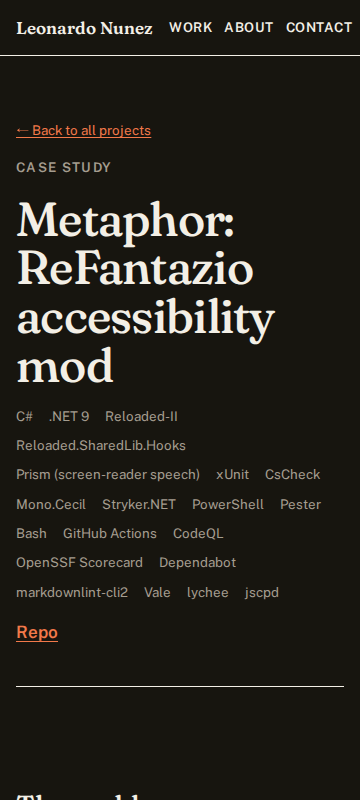 Leonardo Nunez WORK ABOUT CONTACT
← Back to all projects
CASE STUDY
Metaphor:
ReFantazio
accessibility
mod
C# .NET 9 Reloaded-II
Reloaded.SharedLib.Hooks
Prism (screen-reader speech) xUnit CsCheck
Mono.Cecil Stryker.NET PowerShell Pester
Bash GitHub Actions CodeQL
OpenSSF Scorecard Dependabot
markdownlint-cli2 Vale lychee jscpd
Repo